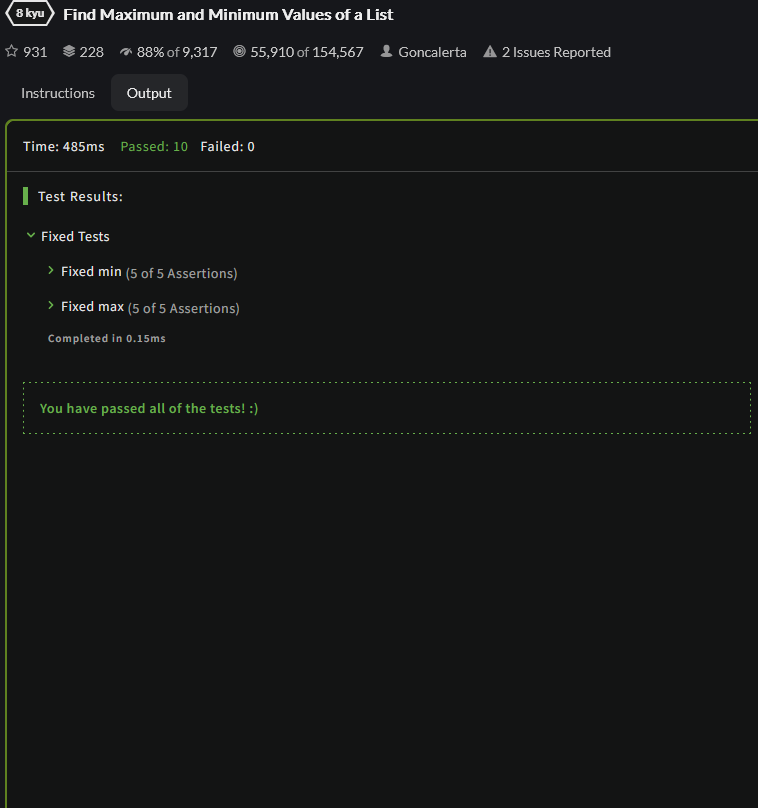 8 kyu Find Maximum and Minimum Values of a List
931 228 88% of 9,317 55,910 of 154,567 Goncalerta 2 Issues Reported
Instructions Output
Time: 485ms Passed: 10 Failed: 0
Test Results:
Fixed Tests
Fixed min (5 of 5 Assertions)
Fixed max (5 of 5 Assertions)
Completed in 0.15ms
You have passed all of the tests! :)